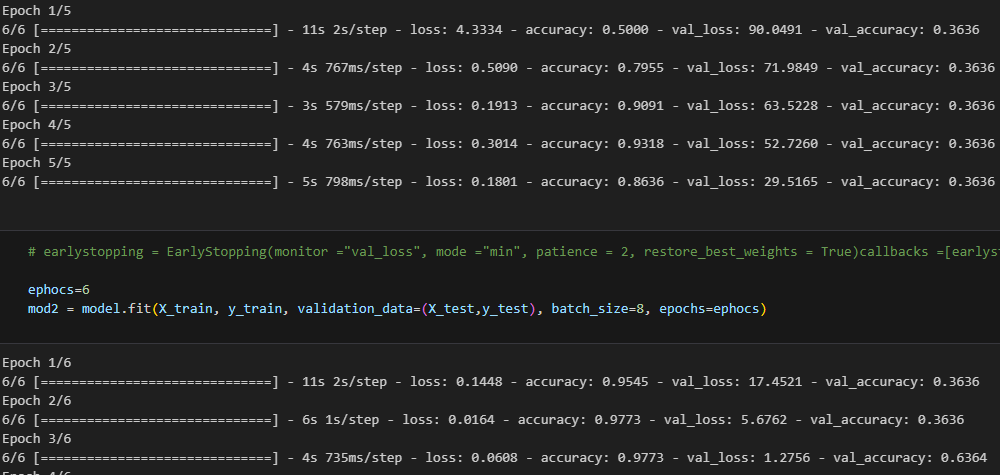 Epoch 1/5
6/6 [==============================] - 11s 2s/step - loss: 4.3334 - accuracy: 0.5000 - val_loss: 90.0491 - val_accuracy: 0.3636
Epoch 2/5
6/6 [==============================] - 4s 767ms/step - loss: 0.5090 - accuracy: 0.7955 - val_loss: 71.9849 - val_accuracy: 0.3636
Epoch 3/5
6/6 [==============================] - 3s 579ms/step - loss: 0.1913 - accuracy: 0.9091 - val_loss: 63.5228 - val_accuracy: 0.3636
Epoch 4/5
6/6 [==============================] - 4s 763ms/step - loss: 0.3014 - accuracy: 0.9318 - val_loss: 52.7260 - val_accuracy: 0.3636
Epoch 5/5
6/6 [==============================] - 5s 798ms/step - loss: 0.1801 - accuracy: 0.8636 - val_loss: 29.5165 - val_accuracy: 0.3636
# earlystopping = EarlyStopping(monitor ="val_loss", mode ="min", patience = 2, restore_best_weights = True)callbacks =[earlyst
ephocs=6
mod2 = model.fit(X_train, y_train, validation_data=(X_test,y_test), batch_size=8, epochs=ephocs)
Epoch 1/6
6/6 [==============================] - 11s 2s/step - loss: 0.1448 - accuracy: 0.9545 - val_loss: 17.4521 - val_accuracy: 0.3636
Epoch 2/6
6/6 [==============================] - 6s 1s/step - loss: 0.0164 - accuracy: 0.9773 - val_loss: 5.6762 - val_accuracy: 0.3636
Epoch 3/6
6/6 [==============================] - 4s 735ms/step - loss: 0.0608 - accuracy: 0.9773 - val_loss: 1.2756 - val_accuracy: 0.6364
Epoch 4/6